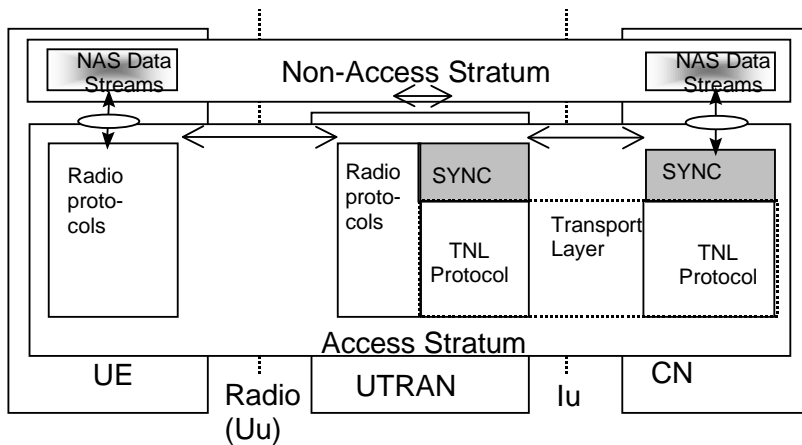 NAS Data
Streams
Non-Access Stratum
NAS Data
Streams
Radio
proto-
cols
Radio
proto-
cols
SYNC
TNL
Protocol
Transport
Layer
SYNC
TNL
Protocol
Access Stratum
UE
Radio
(Uu)
UTRAN
Iu
CN